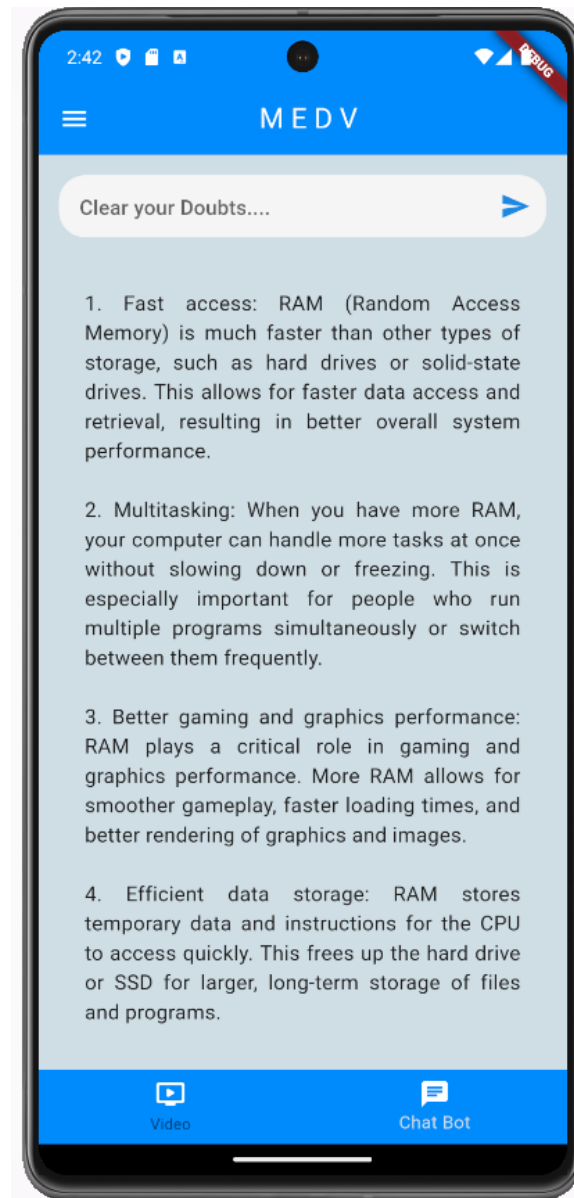 2:42
DEBUG
MEDV
Clear your Doubts....
1. Fast access: RAM (Random Access
Memory) is much faster than other types of
storage, such as hard drives or solid-state
drives. This allows for faster data access and
retrieval, resulting in better overall system
performance.
2. Multitasking: When you have more RAM,
your computer can handle more tasks at once
without slowing down or freezing. This is
especially important for people who run
multiple programs simultaneously or switch
between them frequently.
3. Better gaming and graphics performance:
RAM plays a critical role in gaming and
graphics performance. More RAM allows for
smoother gameplay, faster loading times, and
better rendering of graphics and images.
4. Efficient data storage: RAM stores
temporary data and instructions for the CPU
to access quickly. This frees up the hard drive
or SSD for larger, long-term storage of files
and programs.
Video
Chat Bot